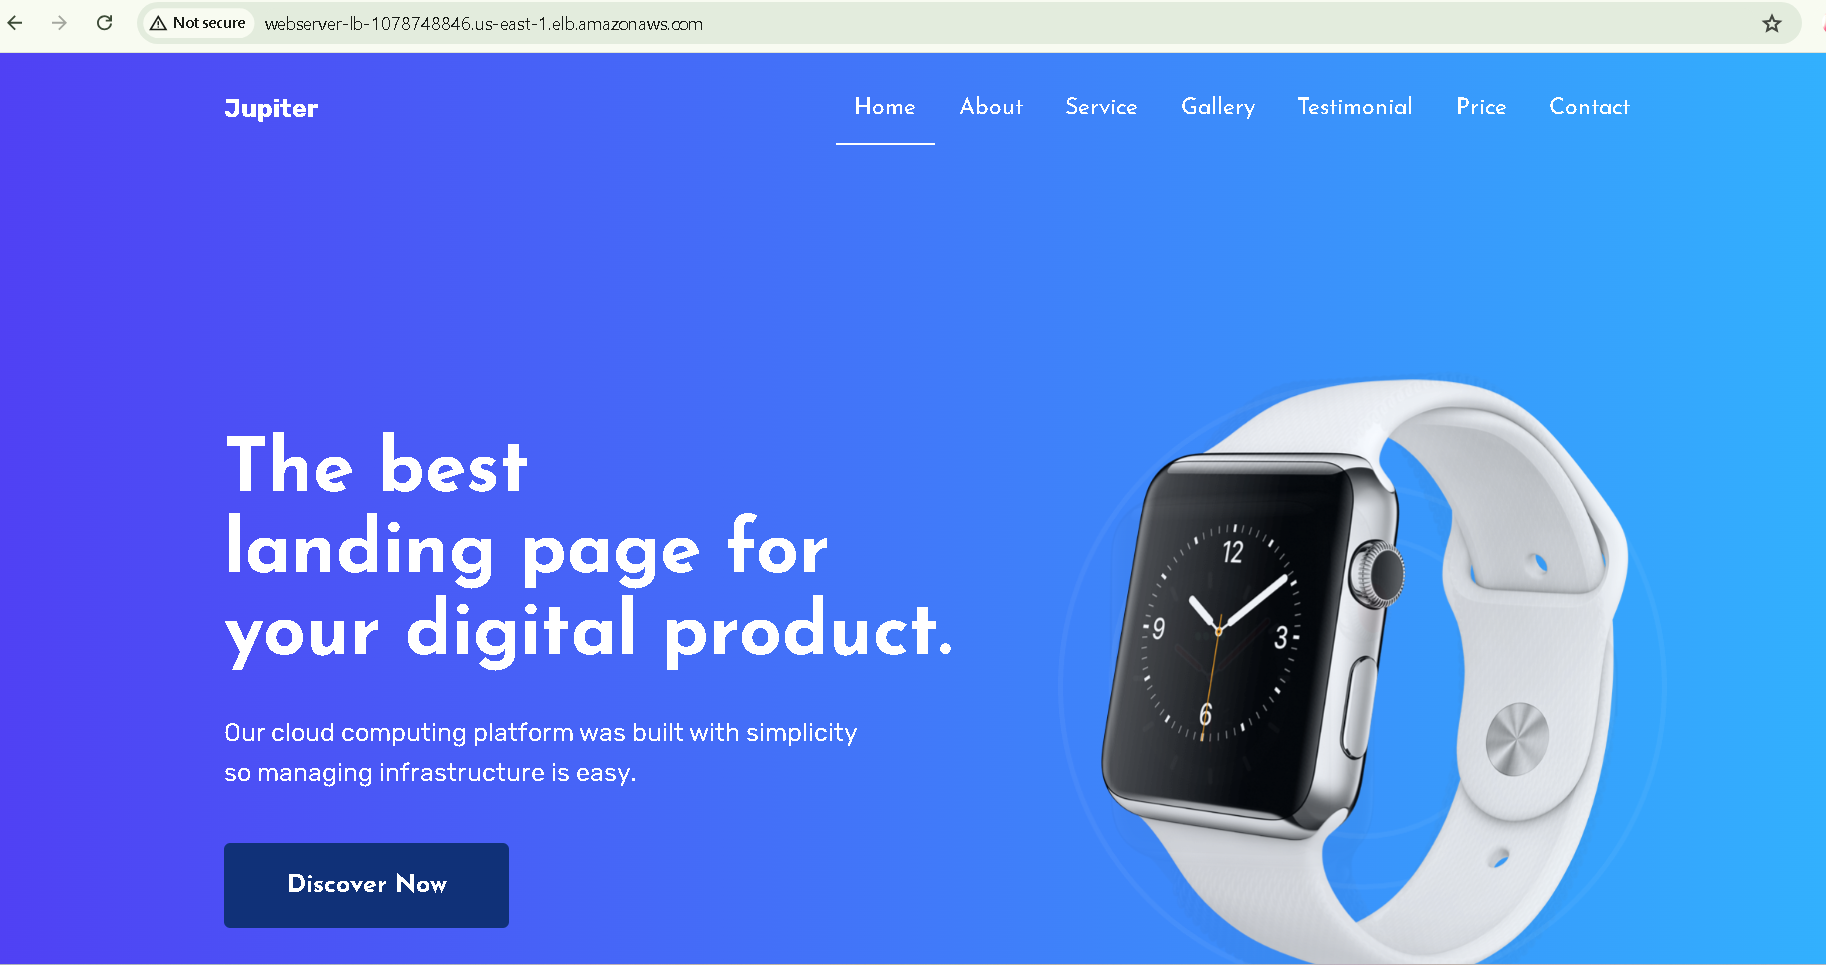 Not secure webserver-lb-1078748846.us-east-1.elb.amazonaws.com
Jupiter Home About Service Gallery Testimonial Price Contact
The best
landing page for
your digital product.
Our cloud computing platform was built with simplicity
so managing infrastructure is easy.
Discover Now
12
9
3
6